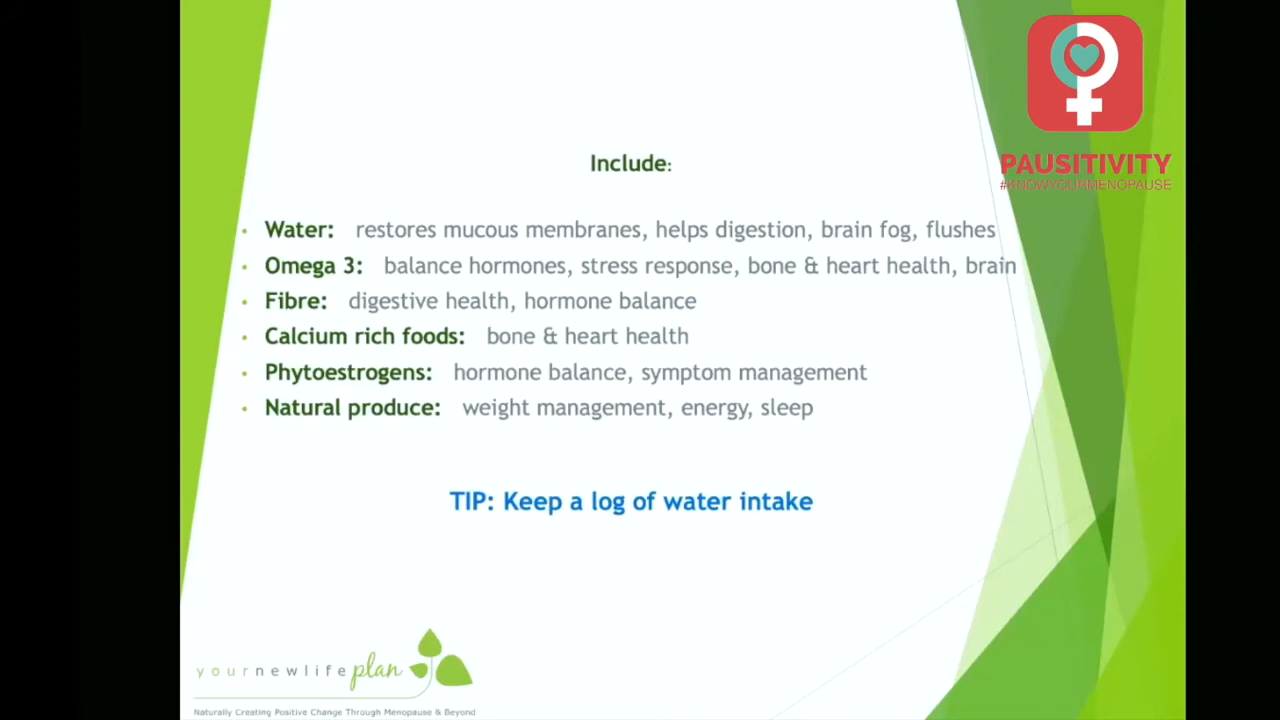 PAUSITIVITY
#KNOWYOURMENOPAUSE
Include:
• Water: restores mucous membranes, helps digestion, brain fog, flushes
• Omega 3: balance hormones, stress response, bone & heart health, brain
• Fibre: digestive health, hormone balance
• Calcium rich foods: bone & heart health
• Phytoestrogens: hormone balance, symptom management
• Natural produce: weight management, energy, sleep
TIP: Keep a log of water intake
yournewlife plan
Naturally Creating Positive Change Through Menopause & Beyond